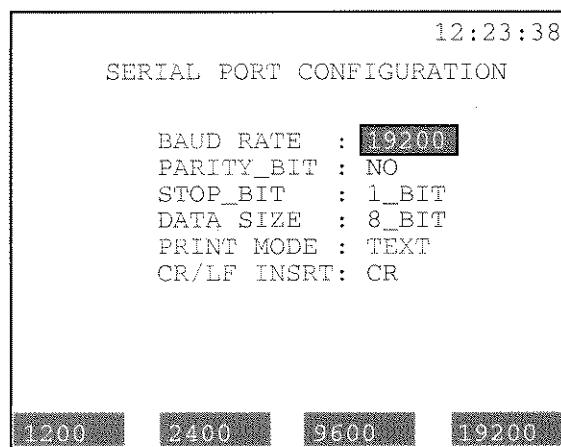 12:23:38
SERIAL PORT CONFIGURATION
BAUD RATE : 19200
PARITY_BIT : NO
STOP_BIT : 1_BIT
DATA SIZE : 8_BIT
PRINT MODE : TEXT
CR/LF INSRT: CR
1200 2400 9600 19200